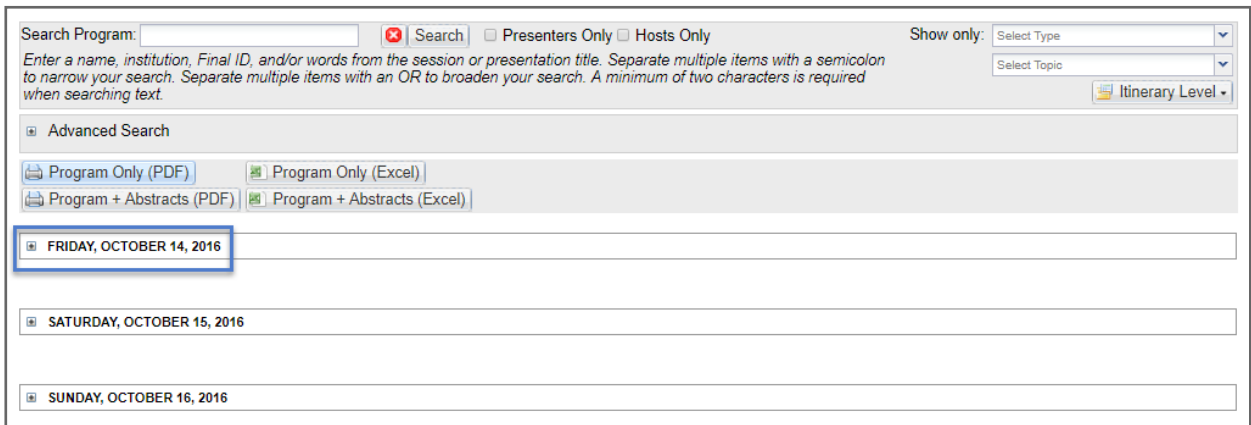 Search Program: Search Presenters Only Hosts Only Show only: Select Type
Enter a name, institution, Final ID, and/or words from the session or presentation title. Separate multiple items with a semicolon
to narrow your search. Separate multiple items with an OR to broaden your search. A minimum of two characters is required
when searching text.
Select Topic
Itinerary Level
Advanced Search
Program Only (PDF) Program Only (Excel)
Program + Abstracts (PDF) Program + Abstracts (Excel)
FRIDAY, OCTOBER 14, 2016
SATURDAY, OCTOBER 15, 2016
SUNDAY, OCTOBER 16, 2016